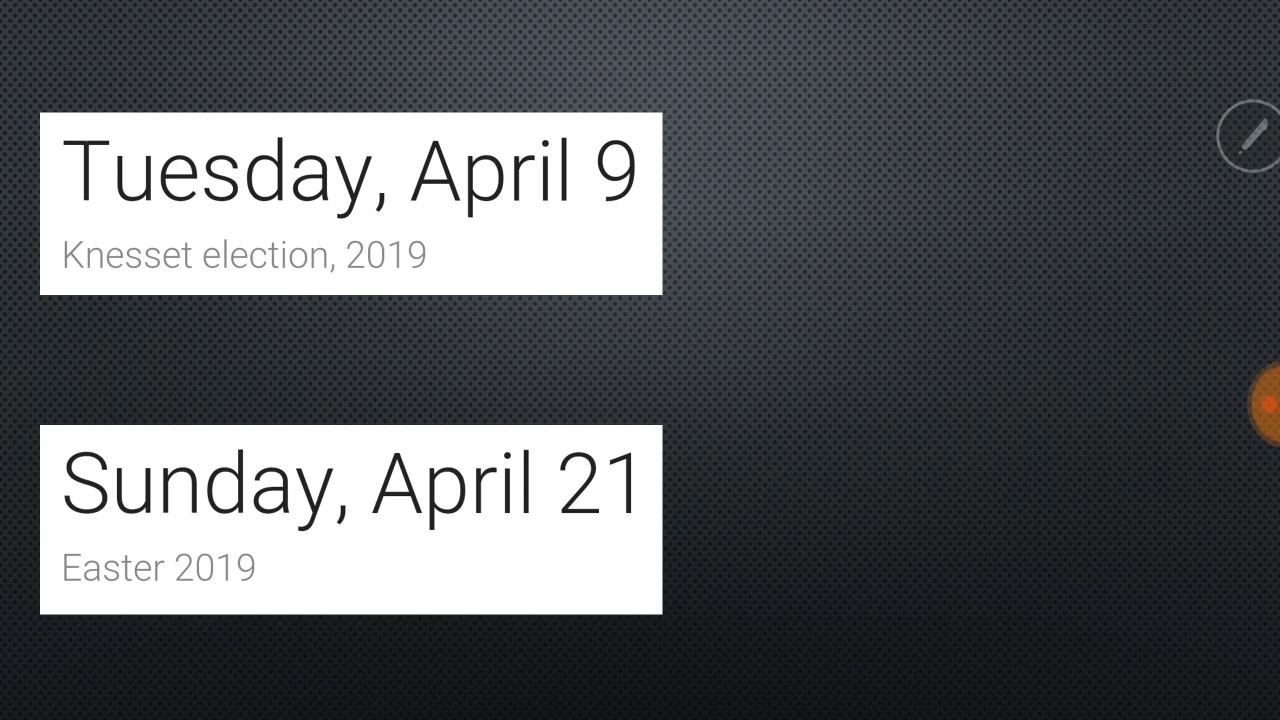 Tuesday, April 9
Knesset election, 2019
Sunday, April 21
Easter 2019